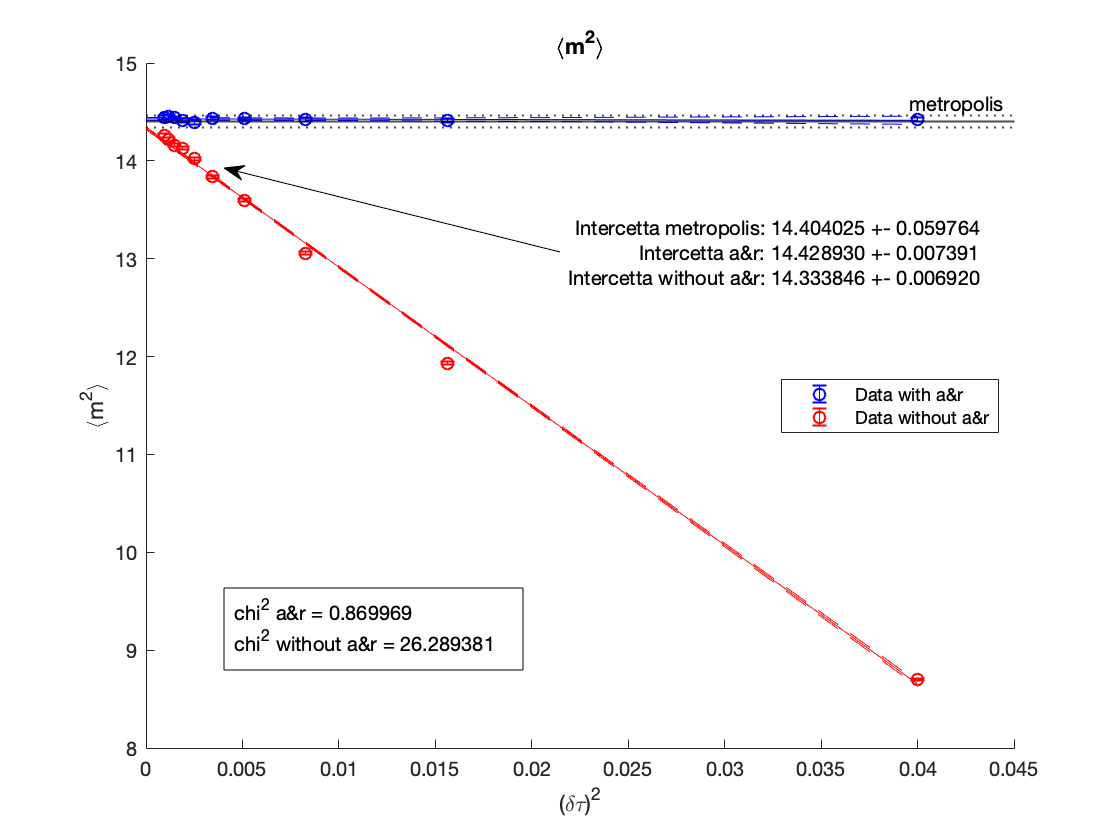 ⟨m²⟩
15
14
13
12
11
10
9
8
⟨m²⟩
metropolis
Intercetta metropolis: 14.404025 +- 0.059764
Intercetta a&r: 14.428930 +- 0.007391
Intercetta without a&r: 14.333846 +- 0.006920
Data with a&r
Data without a&r
chi² a&r = 0.869969
chi² without a&r = 26.289381
0 0.005 0.01 0.015 0.02 0.025 0.03 0.035 0.04 0.045
(δτ)²